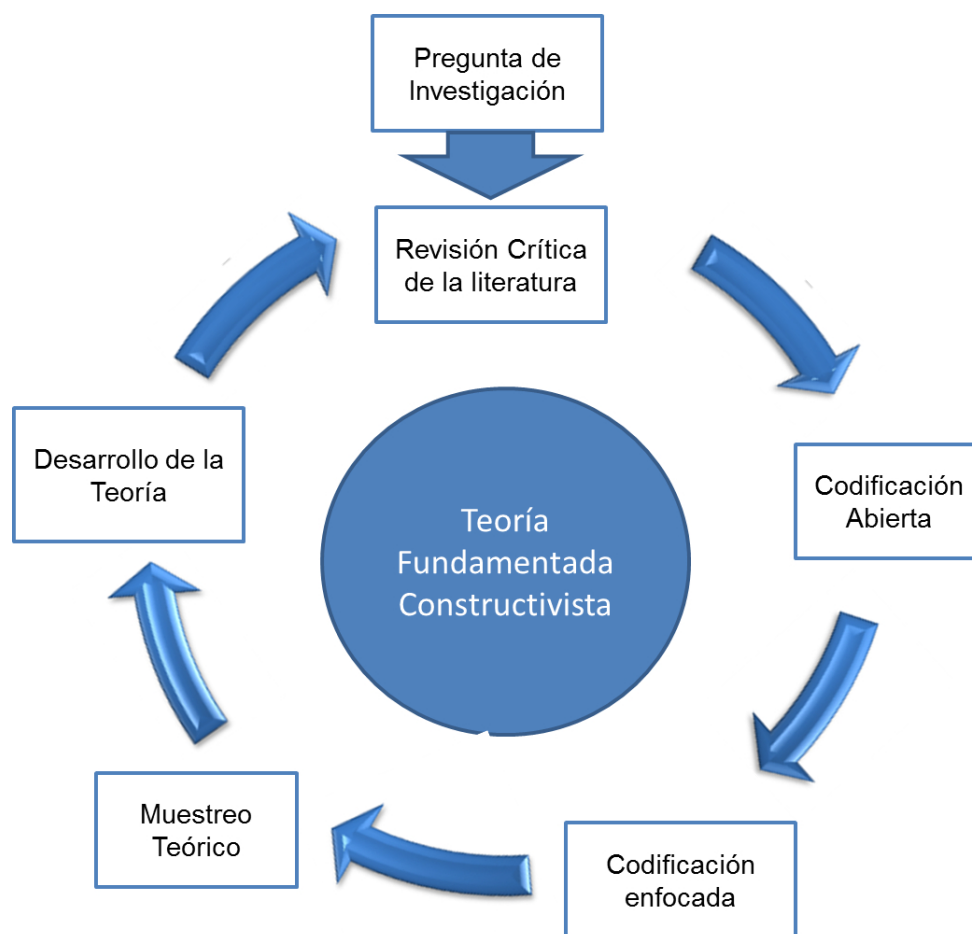 Pregunta de
Investigación
Revisión Crítica
de la literatura
Codificación
Abierta
Codificación
enfocada
Muestreo
Teórico
Desarrollo de la
Teoría
Teoría
Fundamentada
Constructivista